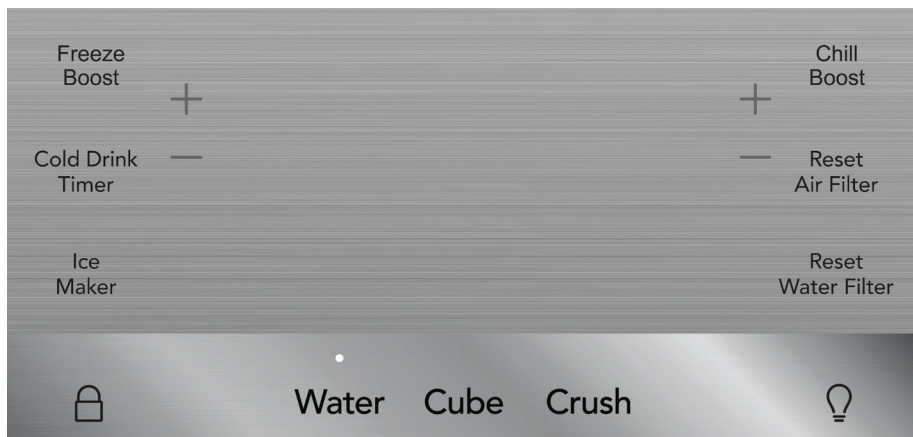 Freeze
Boost
Chill
Boost
+
+
Cold Drink
Timer
−
−
Reset
Air Filter
Ice
Maker
Reset
Water Filter
Water
Cube
Crush